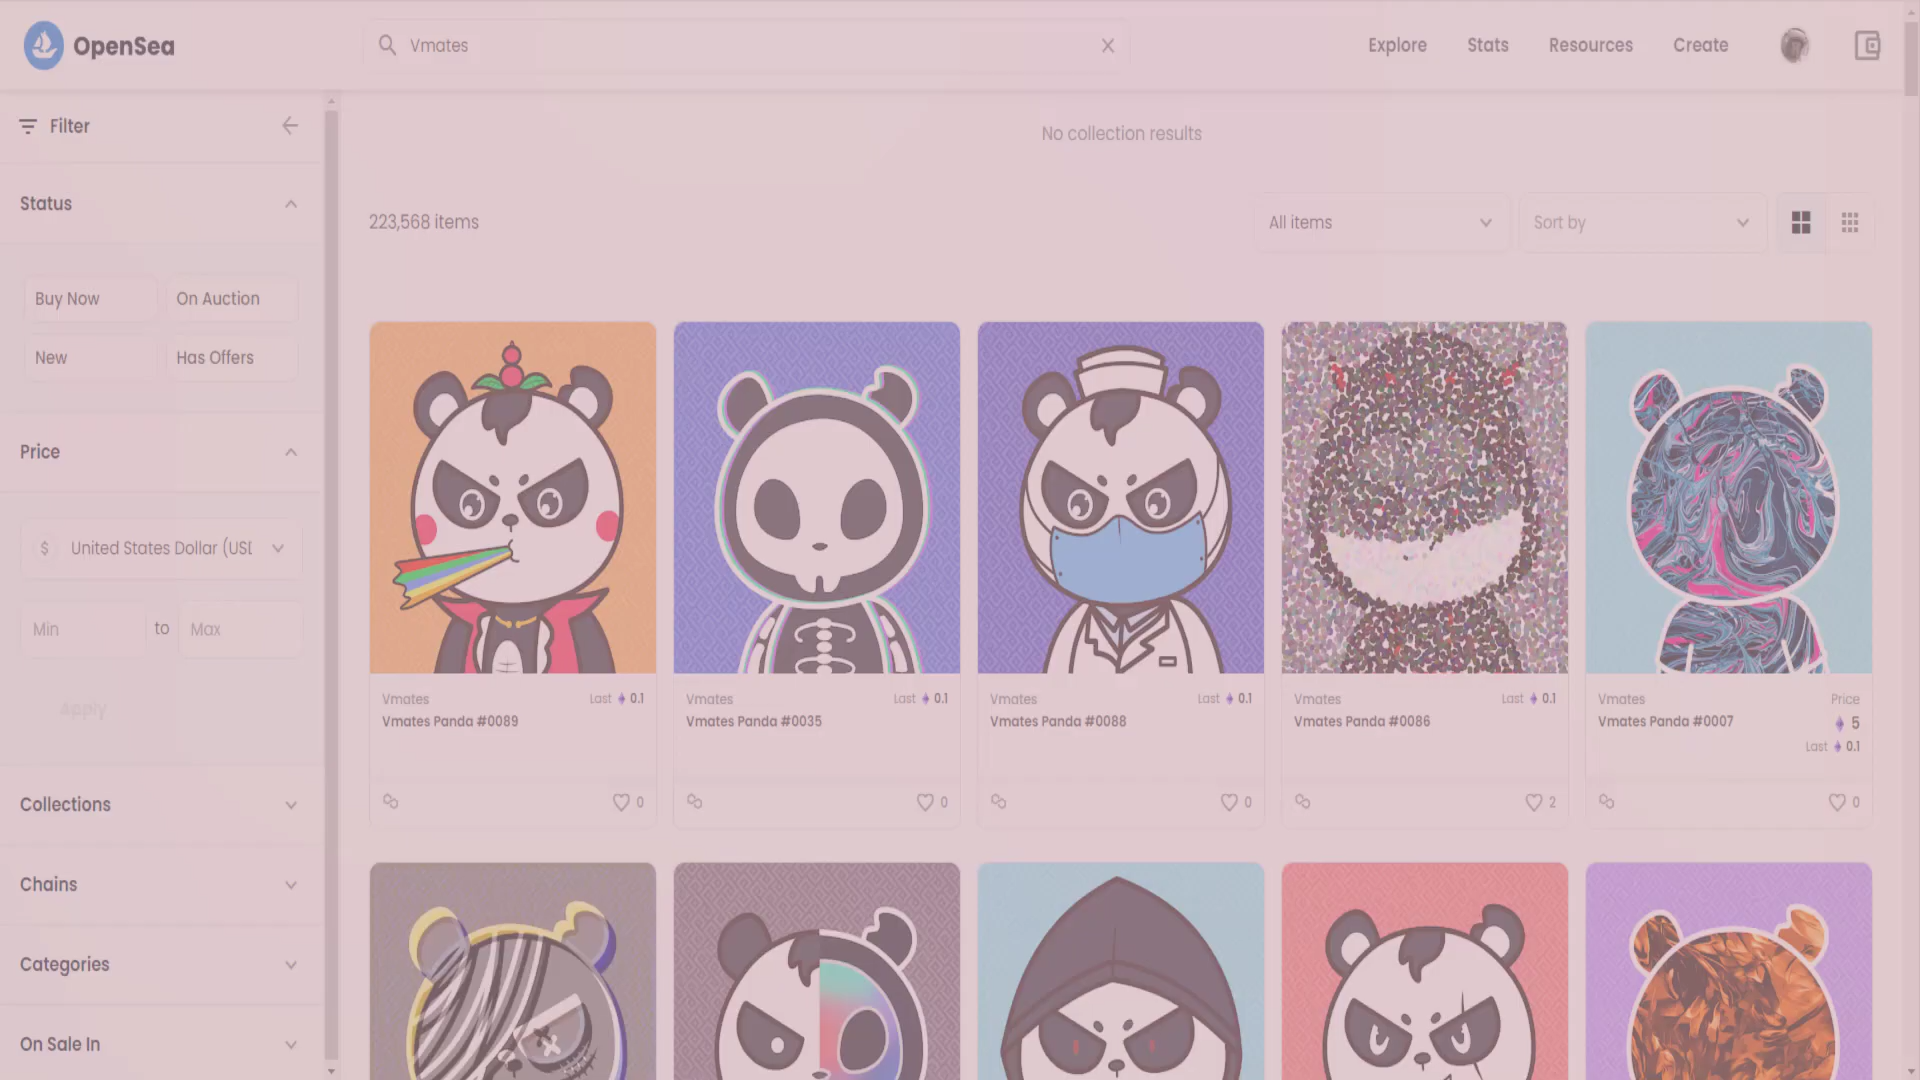 OpenSea
Vmates
Explore
Stats
Resources
Create
Filter
No collection results
Status
223,568 items
All items
Sort by
Buy Now
On Auction
New
Has Offers
Price
$
United States Dollar (US
Min
to
Max
Apply
Collections
Chains
Categories
On Sale In
Vmates
Last 0.1
Vmates Panda #0089
0
Vmates
Last 0.1
Vmates Panda #0035
0
Vmates
Last 0.1
Vmates Panda #0088
0
Vmates
Last 0.1
Vmates Panda #0086
2
Vmates
Price
Vmates Panda #0007
5
Last 0.1
0